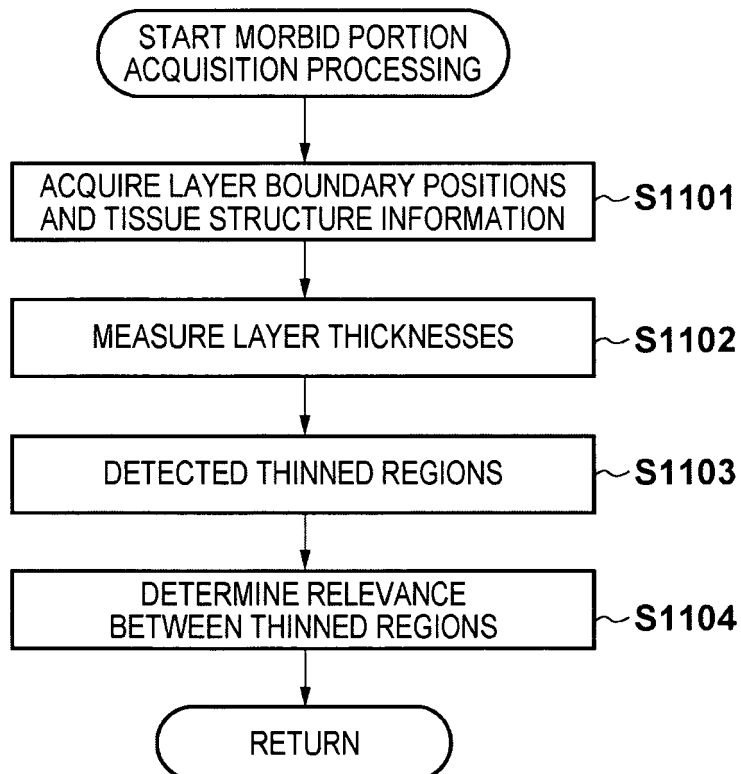 START MORBID PORTION
ACQUISITION PROCESSING
ACQUIRE LAYER BOUNDARY POSITIONS
AND TISSUE STRUCTURE INFORMATION
S1101
MEASURE LAYER THICKNESSES
S1102
DETECTED THINNED REGIONS
S1103
DETERMINE RELEVANCE
BETWEEN THINNED REGIONS
S1104
RETURN